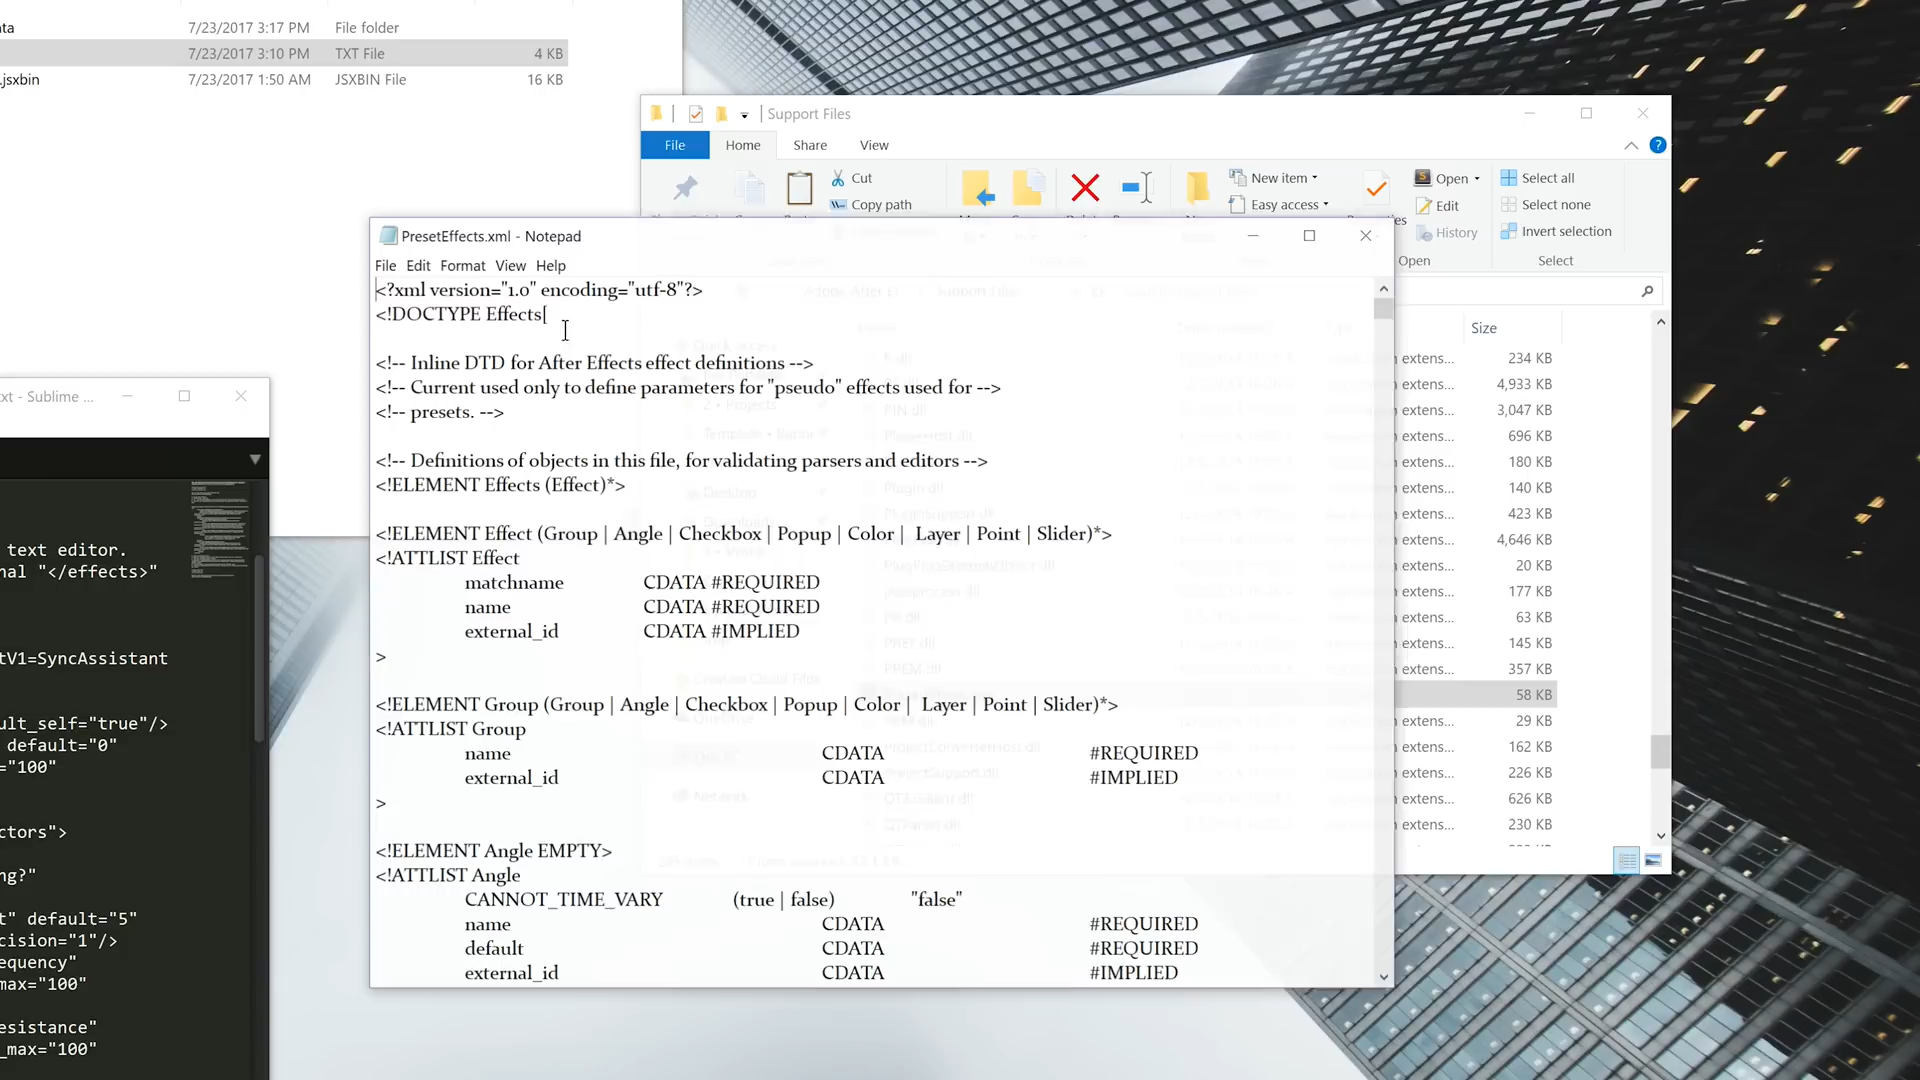 ta 7/23/2017 3:17 PM File folder
7/23/2017 3:10 PM TXT File 4 KB
.jsxbin 7/23/2017 1:50 AM JSXBIN File 16 KB
Support Files
File Home Share View
Cut
Copy path
New item
Easy access
Open
Edit
History
Open
Select all
Select none
Invert selection
Select
PresetEffects.xml - Notepad
File Edit Format View Help
<?xml version="1.0" encoding="utf-8"?>
<!DOCTYPE Effects[
<!-- Inline DTD for After Effects effect definitions -->
<!-- Current used only to define parameters for "pseudo" effects used for -->
<!-- presets. -->
<!-- Definitions of objects in this file, for validating parsers and editors -->
<!ELEMENT Effects (Effect)*>
<!ELEMENT Effect (Group | Angle | Checkbox | Popup | Color | Layer | Point | Slider)*>
<!ATTLIST Effect
matchname CDATA #REQUIRED
name CDATA #REQUIRED
external_id CDATA #IMPLIED
>
<!ELEMENT Group (Group | Angle | Checkbox | Popup | Color | Layer | Point | Slider)*>
<!ATTLIST Group
name CDATA #REQUIRED
external_id CDATA #IMPLIED
>
<!ELEMENT Angle EMPTY>
<!ATTLIST Angle
CANNOT_TIME_VARY (true | false) "false"
name CDATA #REQUIRED
default CDATA #REQUIRED
external_id CDATA #IMPLIED
Size
extens... 234 KB
extens... 4,933 KB
extens... 3,047 KB
extens... 696 KB
extens... 180 KB
extens... 140 KB
extens... 423 KB
extens... 4,646 KB
extens... 20 KB
extens... 177 KB
extens... 63 KB
extens... 145 KB
extens... 357 KB
extens... 58 KB
extens... 29 KB
extens... 162 KB
extens... 226 KB
extens... 626 KB
extens... 230 KB
xt - Sublime ...
text editor.
nal "</effects>"
tV1=SyncAssistant
ult_self="true"/>
default="0"
="100"
ctors">
ng?"
t" default="5"
cision="1"/>
equency"
max="100"
esistance"
_max="100"